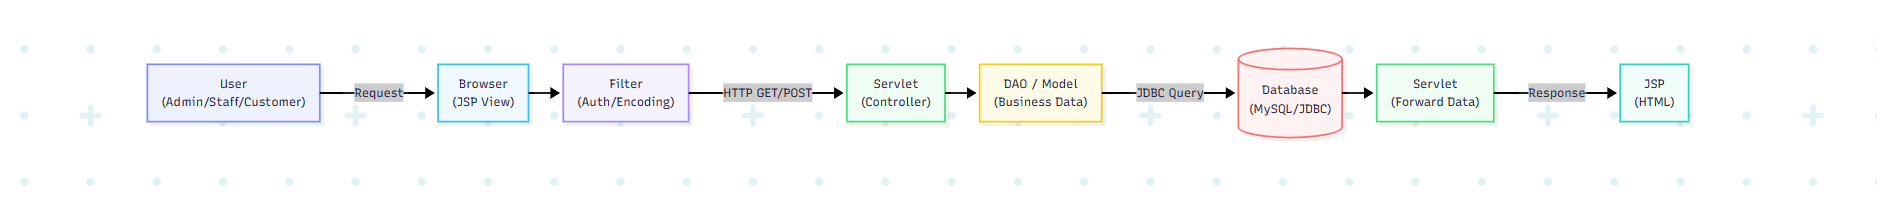 User
(Admin/Staff/Customer)
Request
Browser
(JSP View)
Filter
(Auth/Encoding)
HTTP GET/POST
Servlet
(Controller)
DAO / Model
(Business Data)
JDBC Query
Database
(MySQL/JDBC)
Servlet
(Forward Data)
Response
JSP
(HTML)